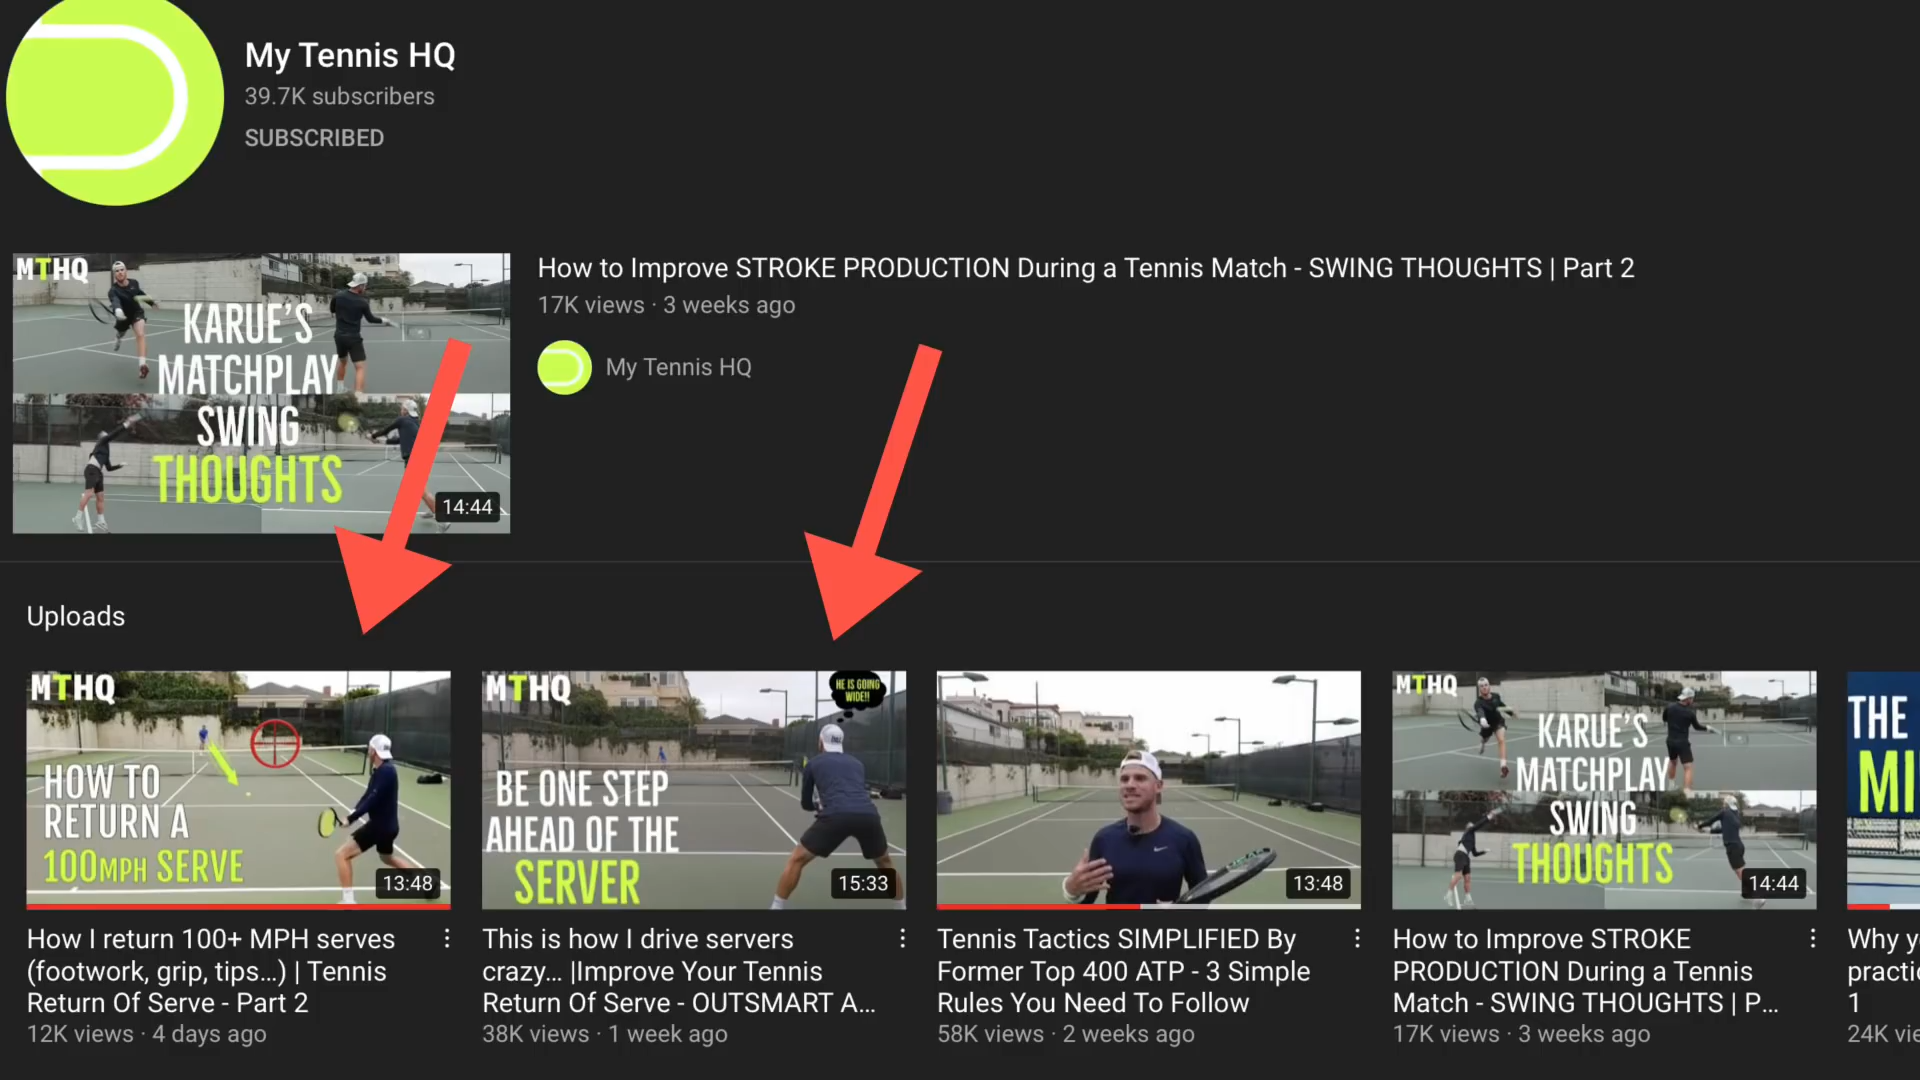 My Tennis HQ
39.7K subscribers
SUBSCRIBED
MTHQ
KARUE'S
MATCHPLAY
SWING
THOUGHTS
14:44
How to Improve STROKE PRODUCTION During a Tennis Match - SWING THOUGHTS | Part 2
17K views · 3 weeks ago
My Tennis HQ
Uploads
MTHQ
HOW TO
RETURN A
100MPH SERVE
13:48
How I return 100+ MPH serves
(footwork, grip, tips...) | Tennis
Return Of Serve - Part 2
12K views · 4 days ago
MTHQ
HE IS GOING
WIDE!!
BE ONE STEP
AHEAD OF THE
SERVER
15:33
This is how I drive servers
crazy... |Improve Your Tennis
Return Of Serve - OUTSMART A...
38K views · 1 week ago
13:48
Tennis Tactics SIMPLIFIED By
Former Top 400 ATP - 3 Simple
Rules You Need To Follow
58K views · 2 weeks ago
MTHQ
KARUE'S
MATCHPLAY
SWING
THOUGHTS
14:44
How to Improve STROKE
PRODUCTION During a Tennis
Match - SWING THOUGHTS | P...
17K views · 3 weeks ago
THE
MI
Why y
practi
1
24K vie